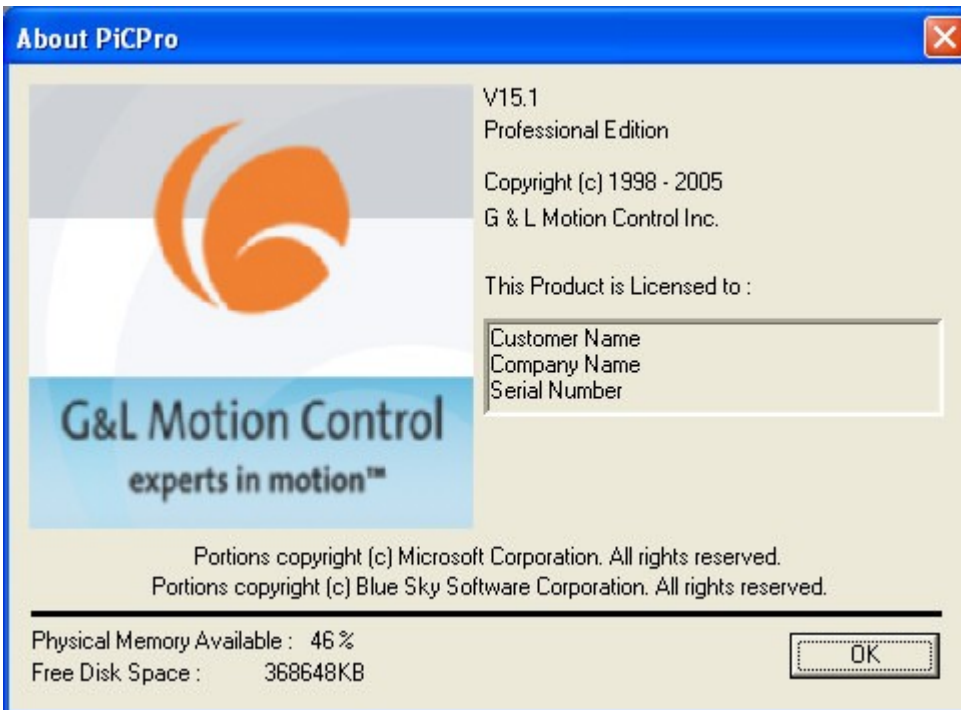 About PiCPro
V15.1
Professional Edition
Copyright (c) 1998 - 2005
G & L Motion Control Inc.
This Product is Licensed to :
Customer Name
Company Name
Serial Number
G&L Motion Control
experts in motion™
Portions copyright (c) Microsoft Corporation. All rights reserved.
Portions copyright (c) Blue Sky Software Corporation. All rights reserved.
Physical Memory Available : 46 %
Free Disk Space : 368648KB
OK